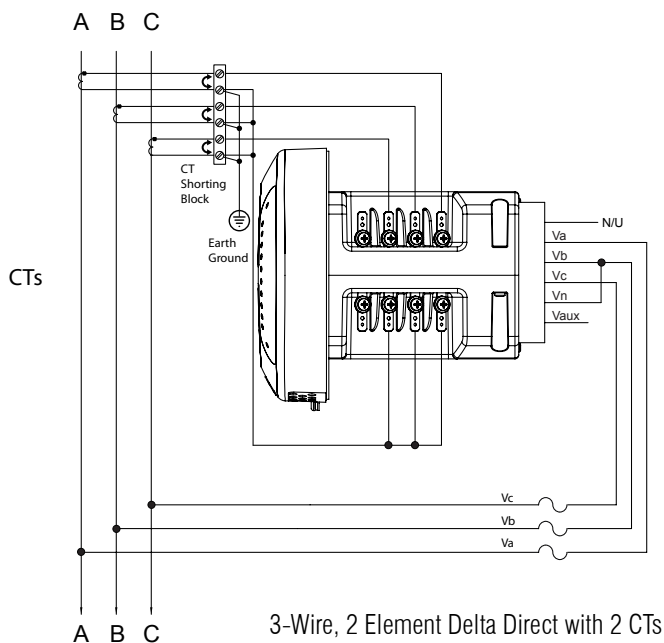 A B C
CT
Shorting
Block
Earth
Ground
N/U
Va
Vb
Vc
Vn
Vaux
CTs
Vc
Vb
Va
A B C
3-Wire, 2 Element Delta Direct with 2 CTs